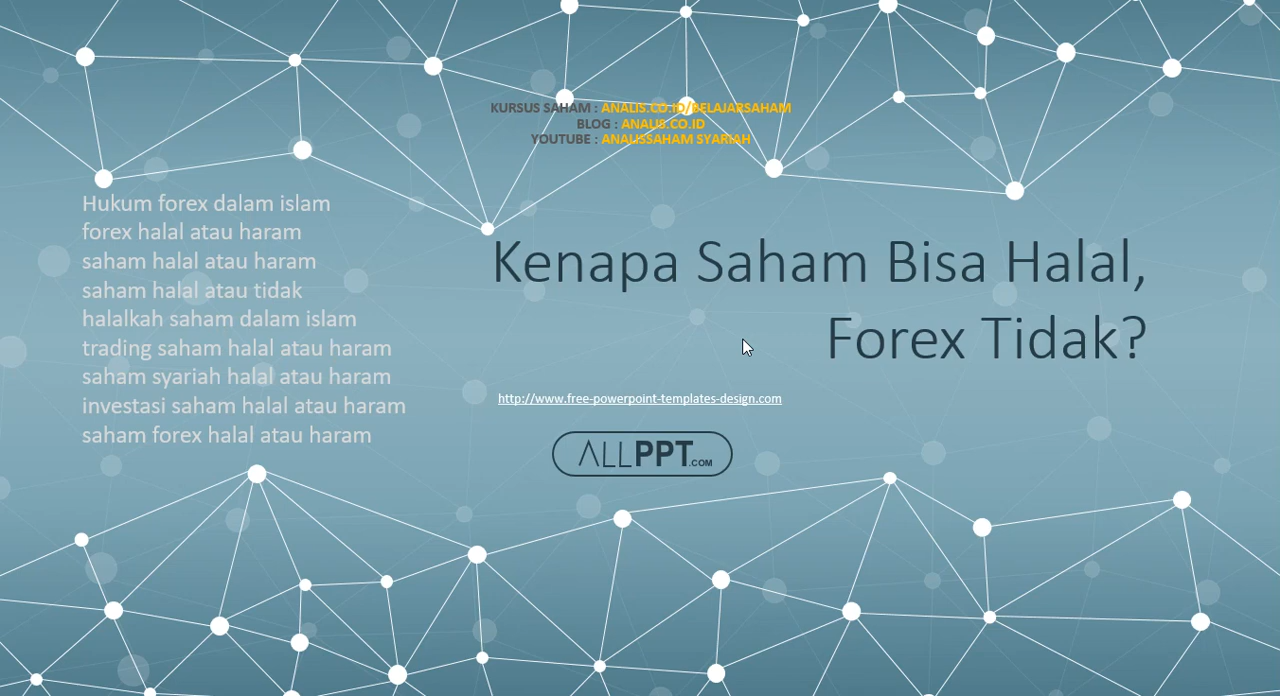 KURSUS SAHAM : ANALIS.CO.ID/BELAJARSAHAM
BLOG : ANALIS.CO.ID
YOUTUBE : ANALISSAHAM SYARIAH
Hukum forex dalam islam
forex halal atau haram
saham halal atau haram
saham halal atau tidak
halalkah saham dalam islam
trading saham halal atau haram
saham syariah halal atau haram
investasi saham halal atau haram
saham forex halal atau haram
Kenapa Saham Bisa Halal,
Forex Tidak?
http://www.free-powerpoint-templates-design.com
ALLPPT.COM